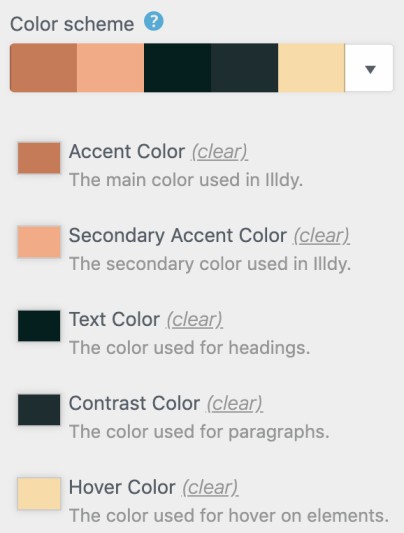 Color scheme ?
Accent Color (clear)
The main color used in Illdy.
Secondary Accent Color (clear)
The secondary color used in Illdy.
Text Color (clear)
The color used for headings.
Contrast Color (clear)
The color used for paragraphs.
Hover Color (clear)
The color used for hover on elements.